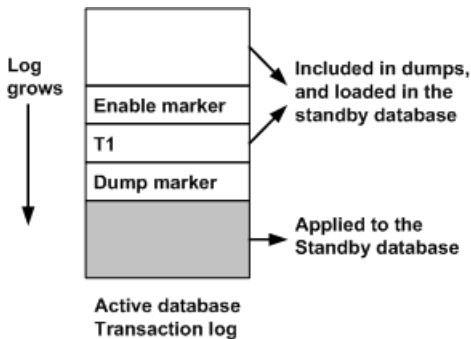 Log
grows
Enable marker
T1
Dump marker
Included in dumps,
and loaded in the
standby database
Applied to the
Standby database
Active database
Transaction log